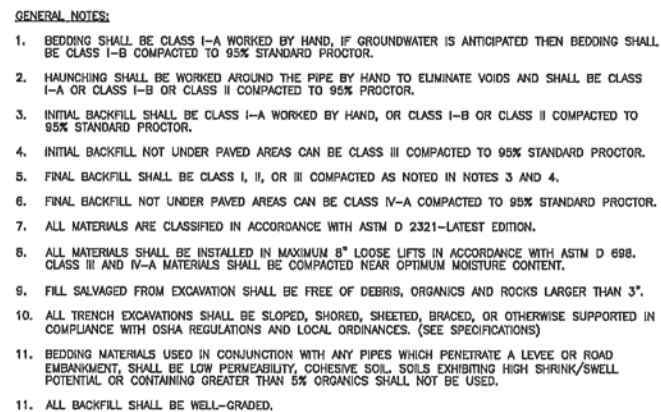 GENERAL NOTES:
1. BEDDING SHALL BE CLASS I-A WORKED BY HAND, IF GROUNDWATER IS ANTICIPATED THEN BEDDING SHALL
BE CLASS I-B COMPACTED TO 95% STANDARD PROCTOR.
2. HAUNCHING SHALL BE WORKED AROUND THE PIPE BY HAND TO ELIMINATE VOIDS AND SHALL BE CLASS
I-A OR CLASS I-B OR CLASS II COMPACTED TO 95% PROCTOR.
3. INITIAL BACKFILL SHALL BE CLASS I-A WORKED BY HAND, OR CLASS I-B OR CLASS II COMPACTED TO
95% STANDARD PROCTOR.
4. INITIAL BACKFILL NOT UNDER PAVED AREAS CAN BE CLASS III COMPACTED TO 95% STANDARD PROCTOR.
5. FINAL BACKFILL SHALL BE CLASS I, II, OR III COMPACTED AS NOTED IN NOTES 3 AND 4.
6. FINAL BACKFILL NOT UNDER PAVED AREAS CAN BE CLASS IV-A COMPACTED TO 95% STANDARD PROCTOR.
7. ALL MATERIALS ARE CLASSIFIED IN ACCORDANCE WITH ASTM D 2321-LATEST EDITION.
8. ALL MATERIALS SHALL BE INSTALLED IN MAXIMUM 8" LOOSE LIFTS IN ACCORDANCE WITH ASTM D 698.
CLASS III AND IV-A MATERIALS SHALL BE COMPACTED NEAR OPTIMUM MOISTURE CONTENT.
9. FILL SALVAGED FROM EXCAVATION SHALL BE FREE OF DEBRIS, ORGANICS AND ROCKS LARGER THAN 3".
10. ALL TRENCH EXCAVATIONS SHALL BE SLOPED, SHORED, SHEETED, BRACED, OR OTHERWISE SUPPORTED IN
COMPLIANCE WITH OSHA REGULATIONS AND LOCAL ORDINANCES. (SEE SPECIFICATIONS)
11. BEDDING MATERIALS USED IN CONJUNCTION WITH ANY PIPES WHICH PENETRATE A LEVEE OR ROAD
EMBANKMENT, SHALL BE LOW PERMEABILITY, COHESIVE SOIL. SOILS EXHIBITING HIGH SHRINK/SWELL
POTENTIAL OR CONTAINING GREATER THAN 5% ORGANICS SHALL NOT BE USED.
11. ALL BACKFILL SHALL BE WELL-GRADED.